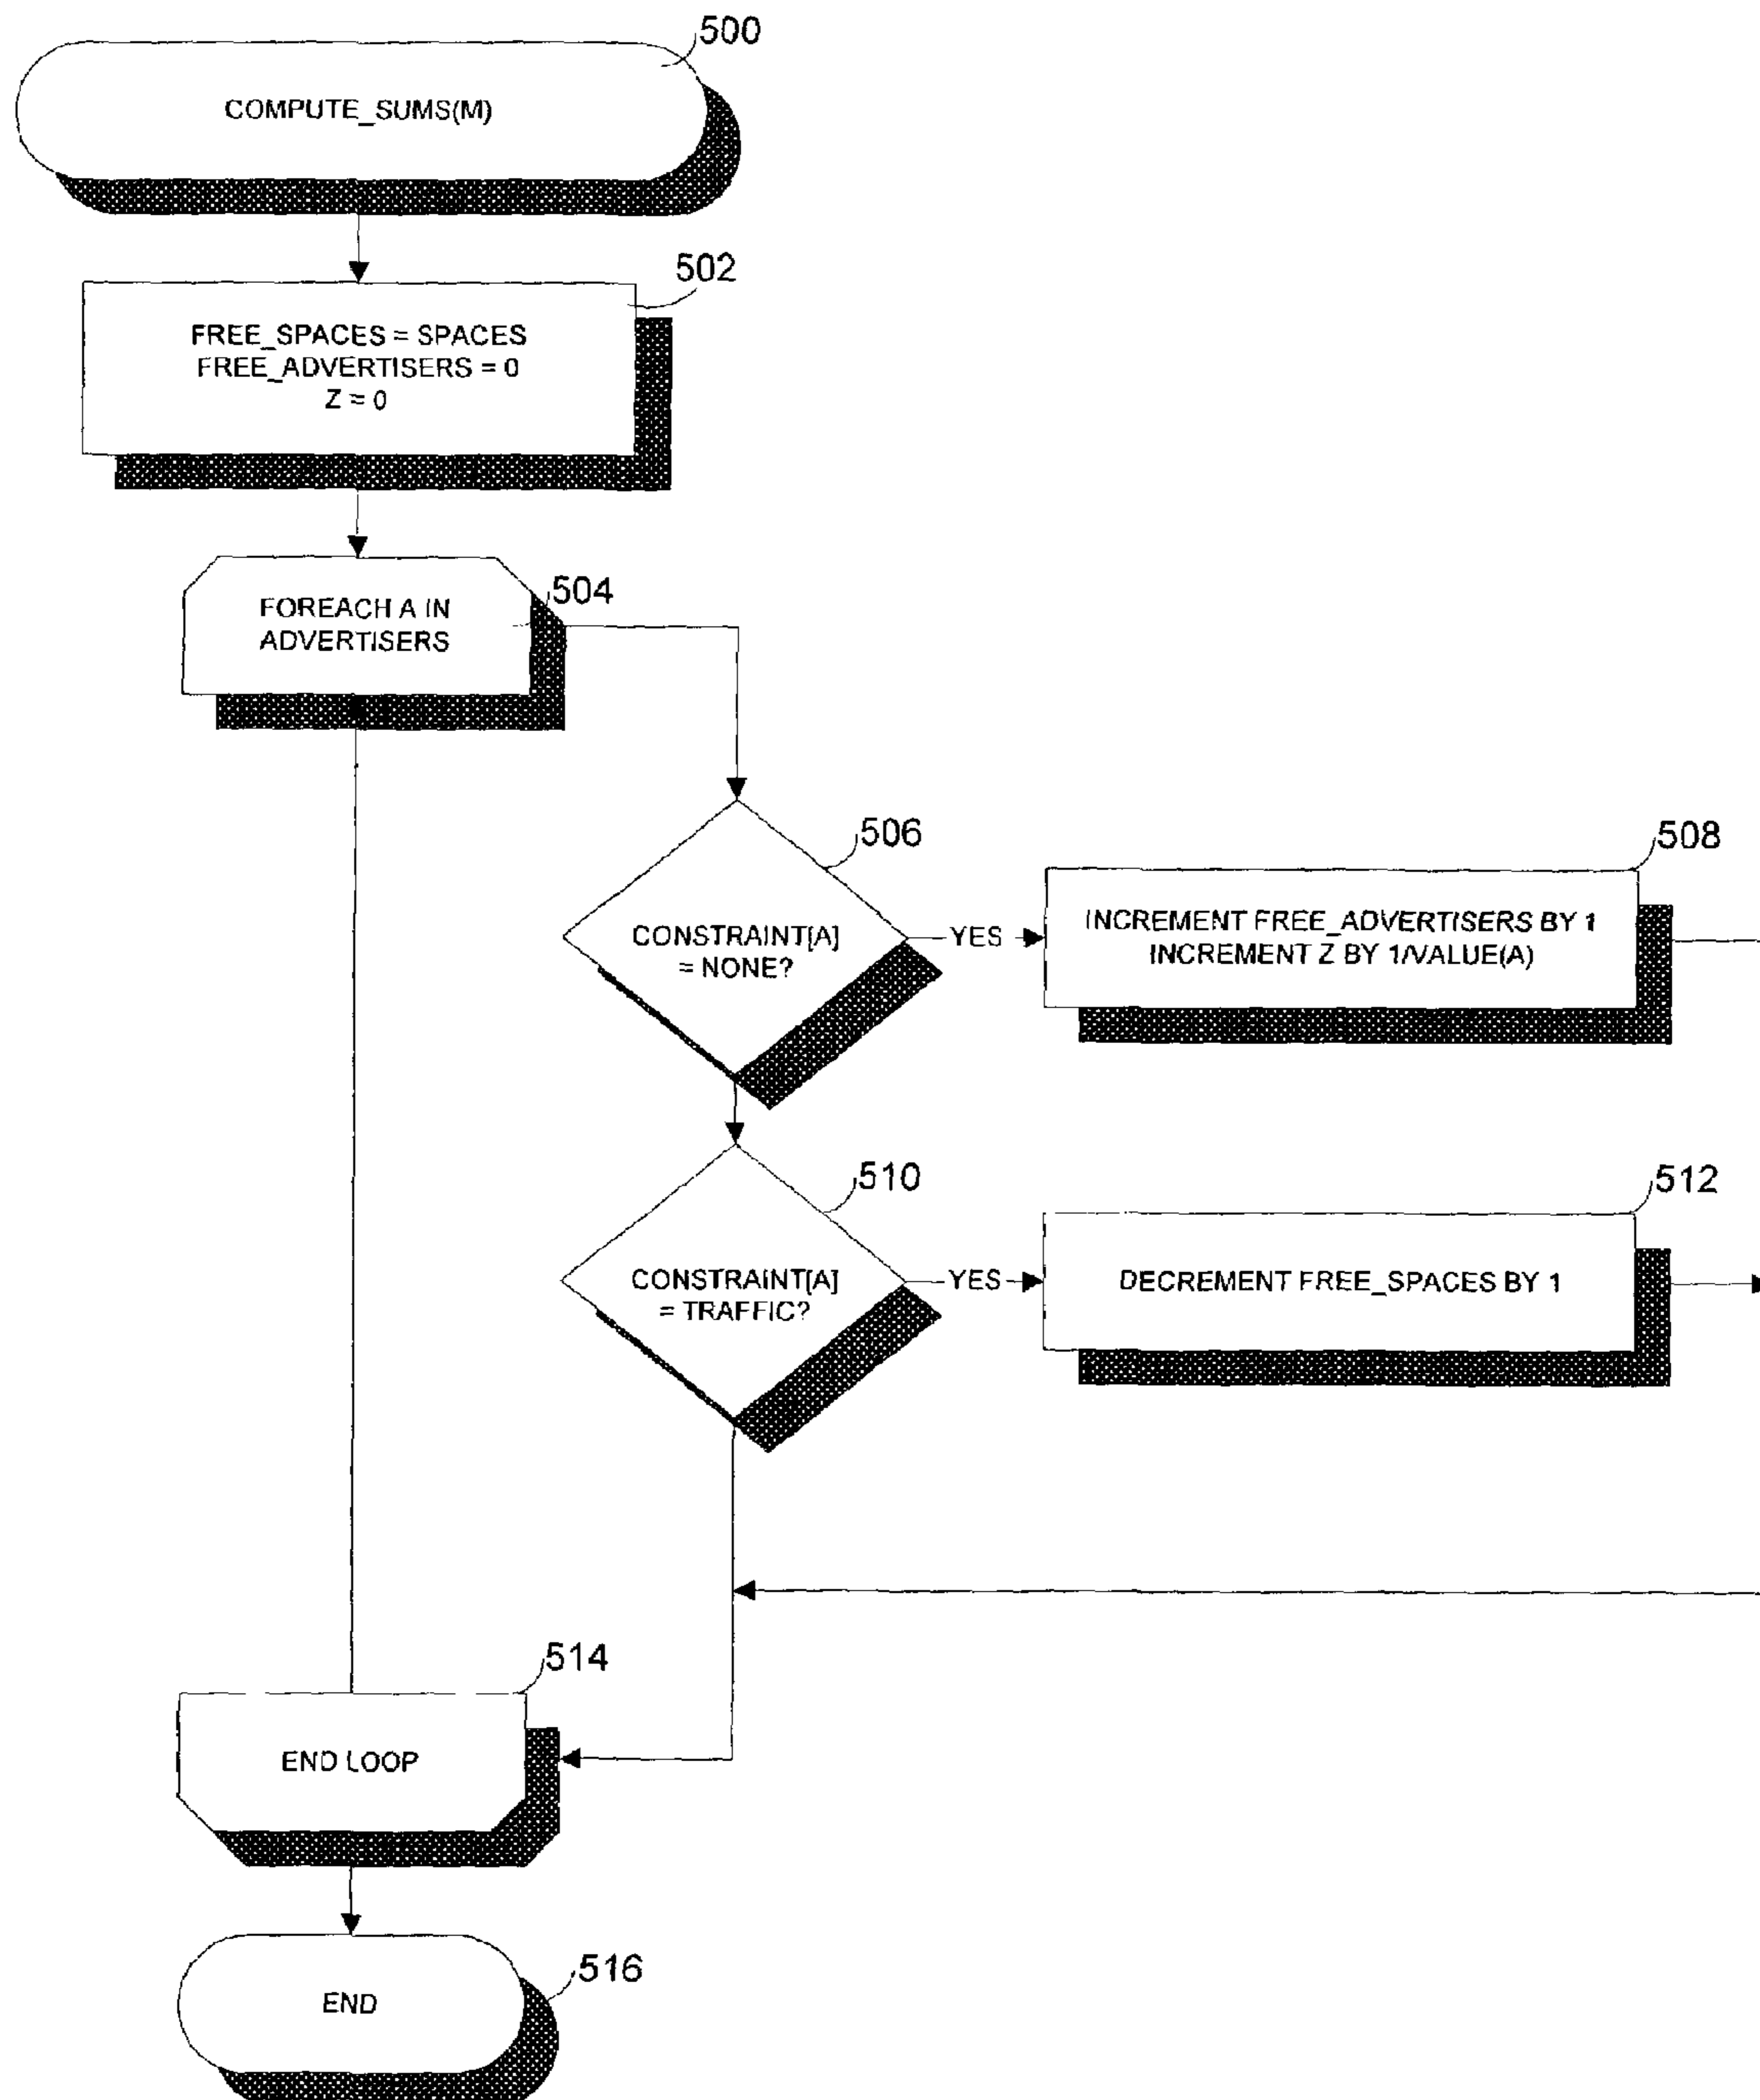 500
COMPUTE_SUMS(M)
502
FREE_SPACES = SPACES
FREE_ADVERTISERS = 0
Z = 0
504
FOREACH A IN
ADVERTISERS
506
CONSTRAINT[A]
= NONE?
YES
508
INCREMENT FREE_ADVERTISERS BY 1
INCREMENT Z BY 1/VALUE(A)
510
CONSTRAINT[A]
= TRAFFIC?
YES
512
DECREMENT FREE_SPACES BY 1
514
END LOOP
516
END